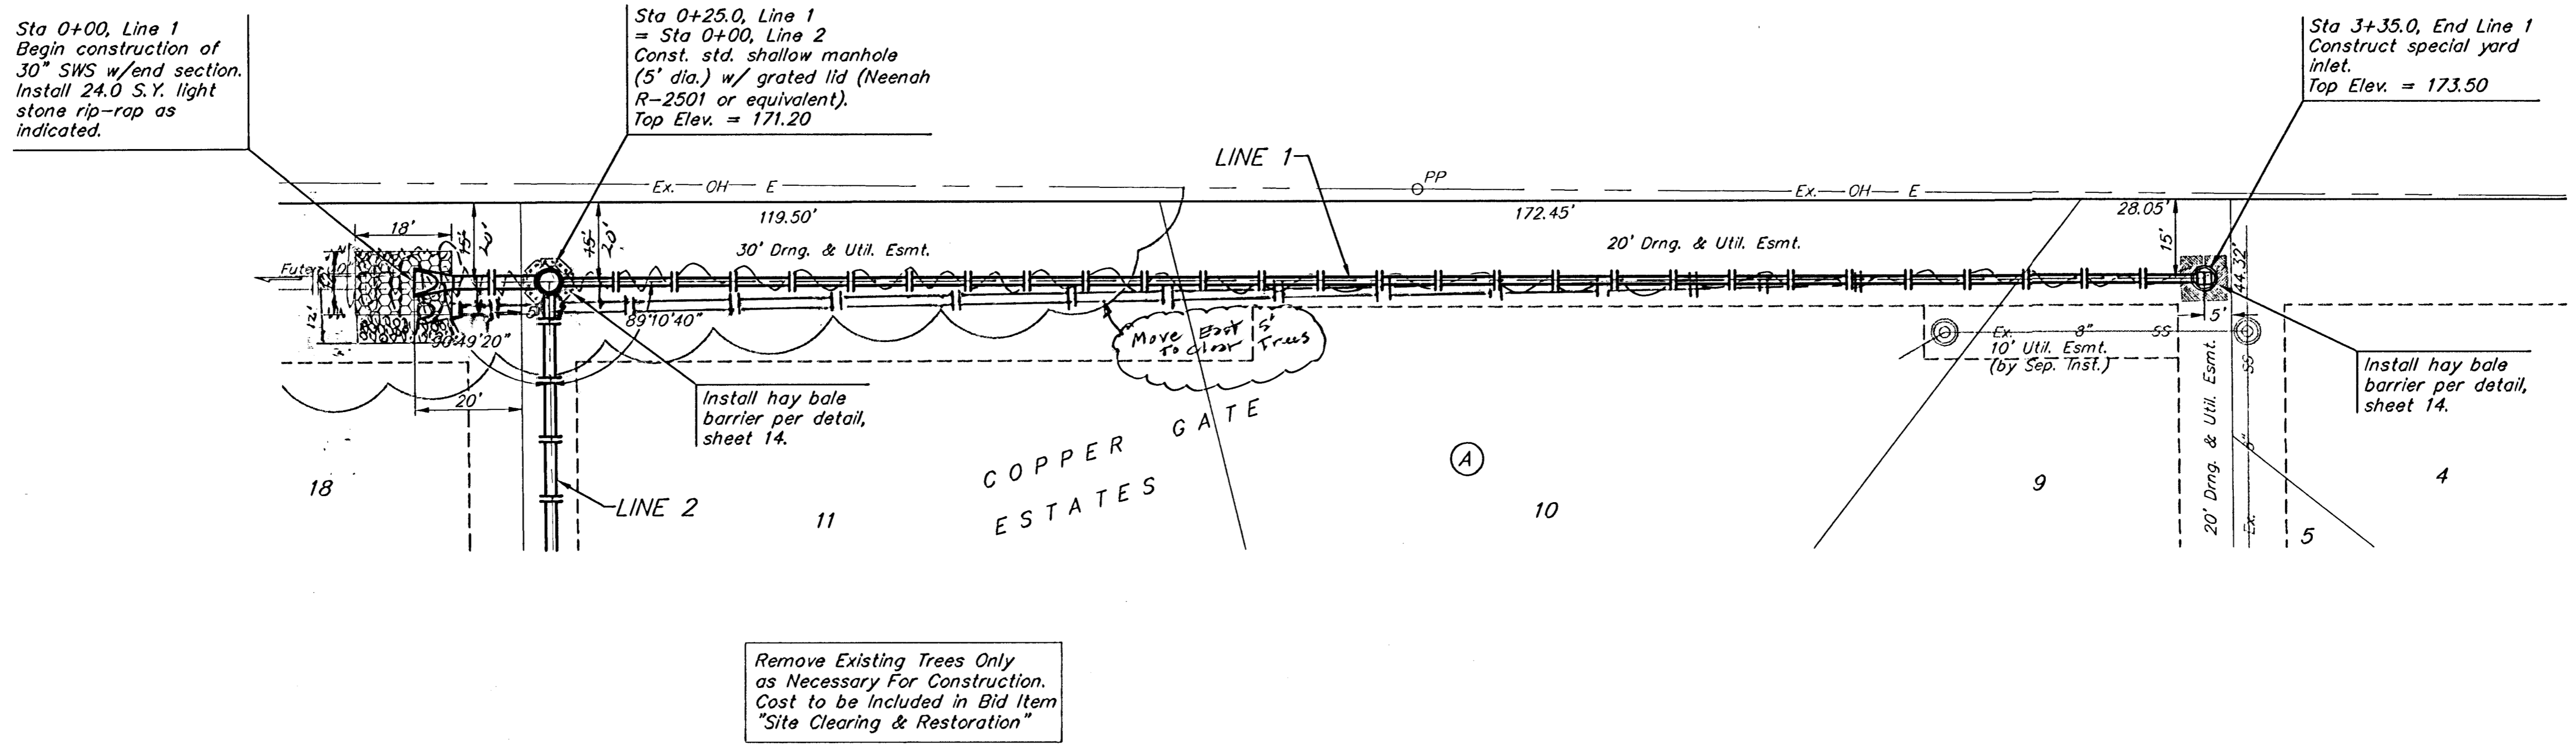 Sta 0+00, Line 1
Begin construction of
30" SWS w/end section.
Install 24.0 S.Y. light
stone rip-rap as
indicated.
Sta 0+25.0, Line 1
= Sta 0+00, Line 2
Const. std. shallow manhole
(5' dia.) w/ grated lid (Neenah
R-2501 or equivalent).
Top Elev. = 171.20
Sta 3+35.0, End Line 1
Construct special yard
inlet.
Top Elev. = 173.50
LINE 1
PP
Ex. OH E
Ex. OH E
119.50'
172.45'
28.05'
18'
15'
20'
15'
20'
30' Drng. & Util. Esmt.
20' Drng. & Util. Esmt.
15'
44.32'
12'
5'
89°10'40"
90°49'20"
Move East 5'
To Clear Trees
Ex. 8" SS
10' Util. Esmt.
(by Sep. Inst.)
20' Drng. & Util. Esmt.
SS
8"
Ex.
20'
Install hay bale
barrier per detail,
sheet 14.
Install hay bale
barrier per detail,
sheet 14.
COPPER GATE
ESTATES
A
18
LINE 2
11
10
9
4
5
Remove Existing Trees Only
as Necessary For Construction.
Cost to be Included in Bid Item
"Site Clearing & Restoration"